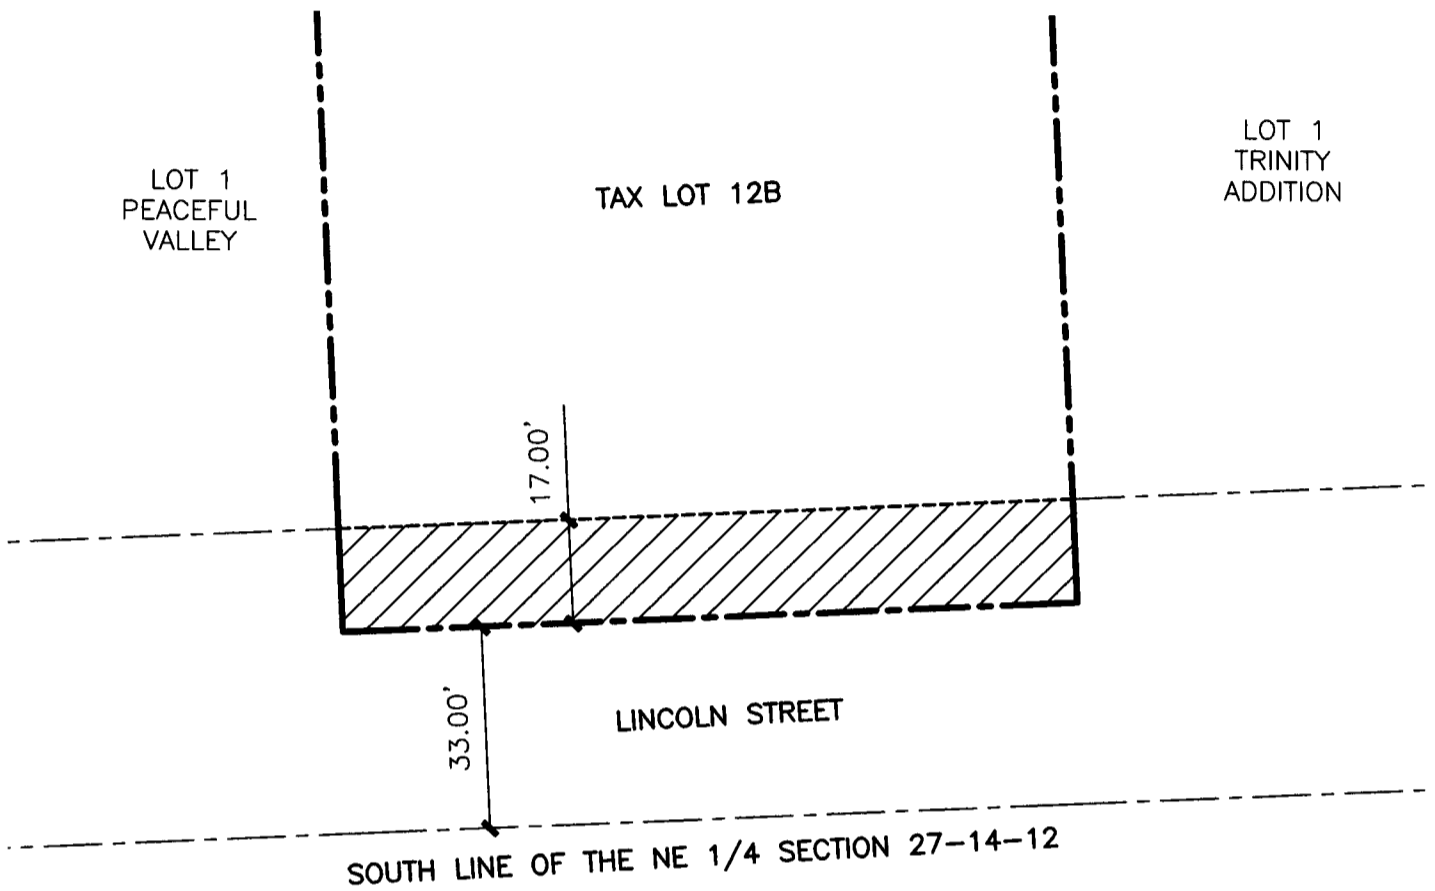 LOT 1
PEACEFUL
VALLEY
TAX LOT 12B
LOT 1
TRINITY
ADDITION
17.00'
33.00'
LINCOLN STREET
SOUTH LINE OF THE NE 1/4 SECTION 27-14-12